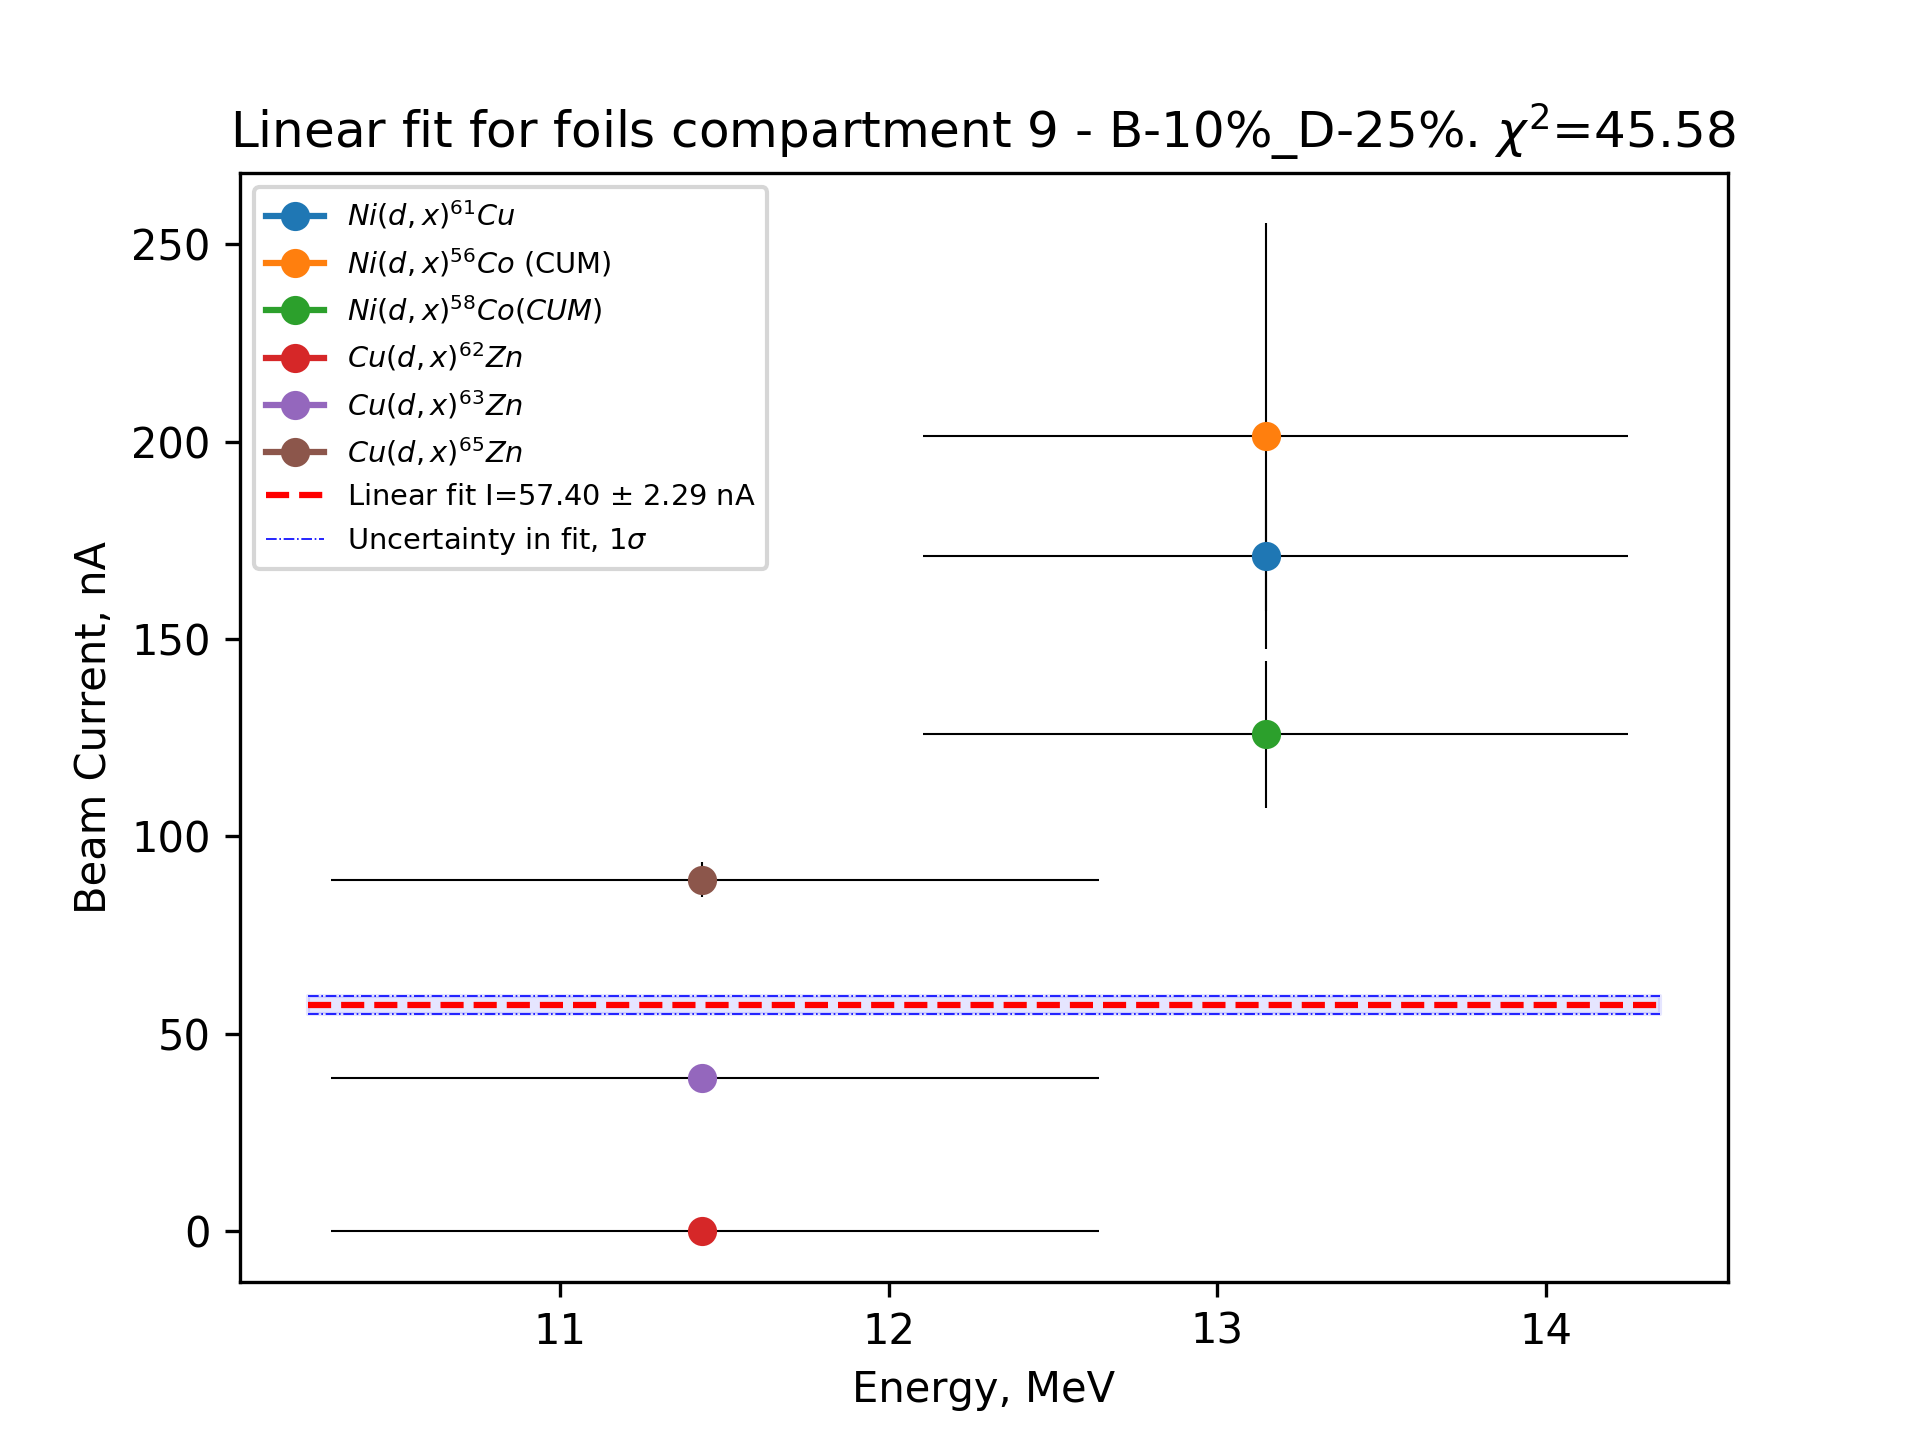 Linear fit for foils compartment 9 - B-10%_D-25%. χ²=45.58
Ni(d, x)⁶¹Cu
Ni(d, x)⁵⁶Co (CUM)
Ni(d, x)⁵⁸Co(CUM)
Cu(d, x)⁶²Zn
Cu(d, x)⁶³Zn
Cu(d, x)⁶⁵Zn
Linear fit I=57.40 ± 2.29 nA
Uncertainty in fit, 1σ
Beam Current, nA
250
200
150
100
50
0
11 12 13 14
Energy, MeV